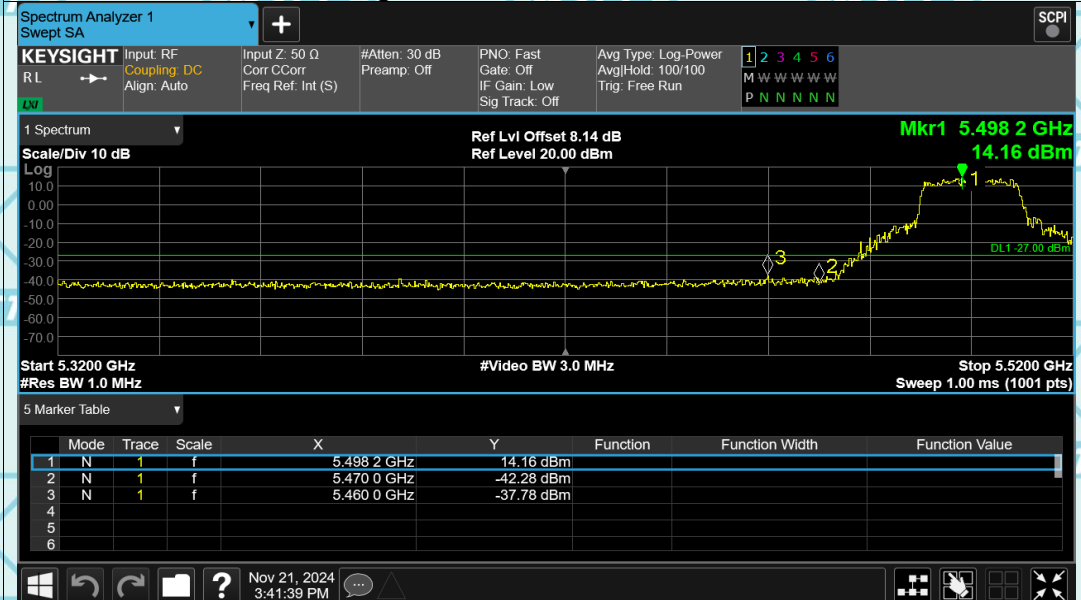 Spectrum Analyzer 1
Swept SA
+
SCPI
KEYSIGHT
R L
LXI
Input: RF
Coupling: DC
Align: Auto
Input Z: 50 Ω
Corr CCorr
Freq Ref: Int (S)
#Atten: 30 dB
Preamp: Off
PNO: Fast
Gate: Off
IF Gain: Low
Sig Track: Off
Avg Type: Log-Power
Avg|Hold: 100/100
Trig: Free Run
1 2 3 4 5 6
M W W W W W
P N N N N N
1 Spectrum
Scale/Div 10 dB
Ref Lvl Offset 8.14 dB
Ref Level 20.00 dBm
Mkr1 5.498 2 GHz
14.16 dBm
Log
10.0
0.00
-10.0
-20.0
-30.0
-40.0
-50.0
-60.0
-70.0
1
2
3
DL1 -27.00 dBm
Start 5.3200 GHz
#Res BW 1.0 MHz
#Video BW 3.0 MHz
Stop 5.5200 GHz
Sweep 1.00 ms (1001 pts)
5 Marker Table
Mode Trace Scale X Y Function Function Width Function Value
1 N 1 f 5.498 2 GHz 14.16 dBm
2 N 1 f 5.470 0 GHz -42.28 dBm
3 N 1 f 5.460 0 GHz -37.78 dBm
4
5
6
?
Nov 21, 2024
3:41:39 PM